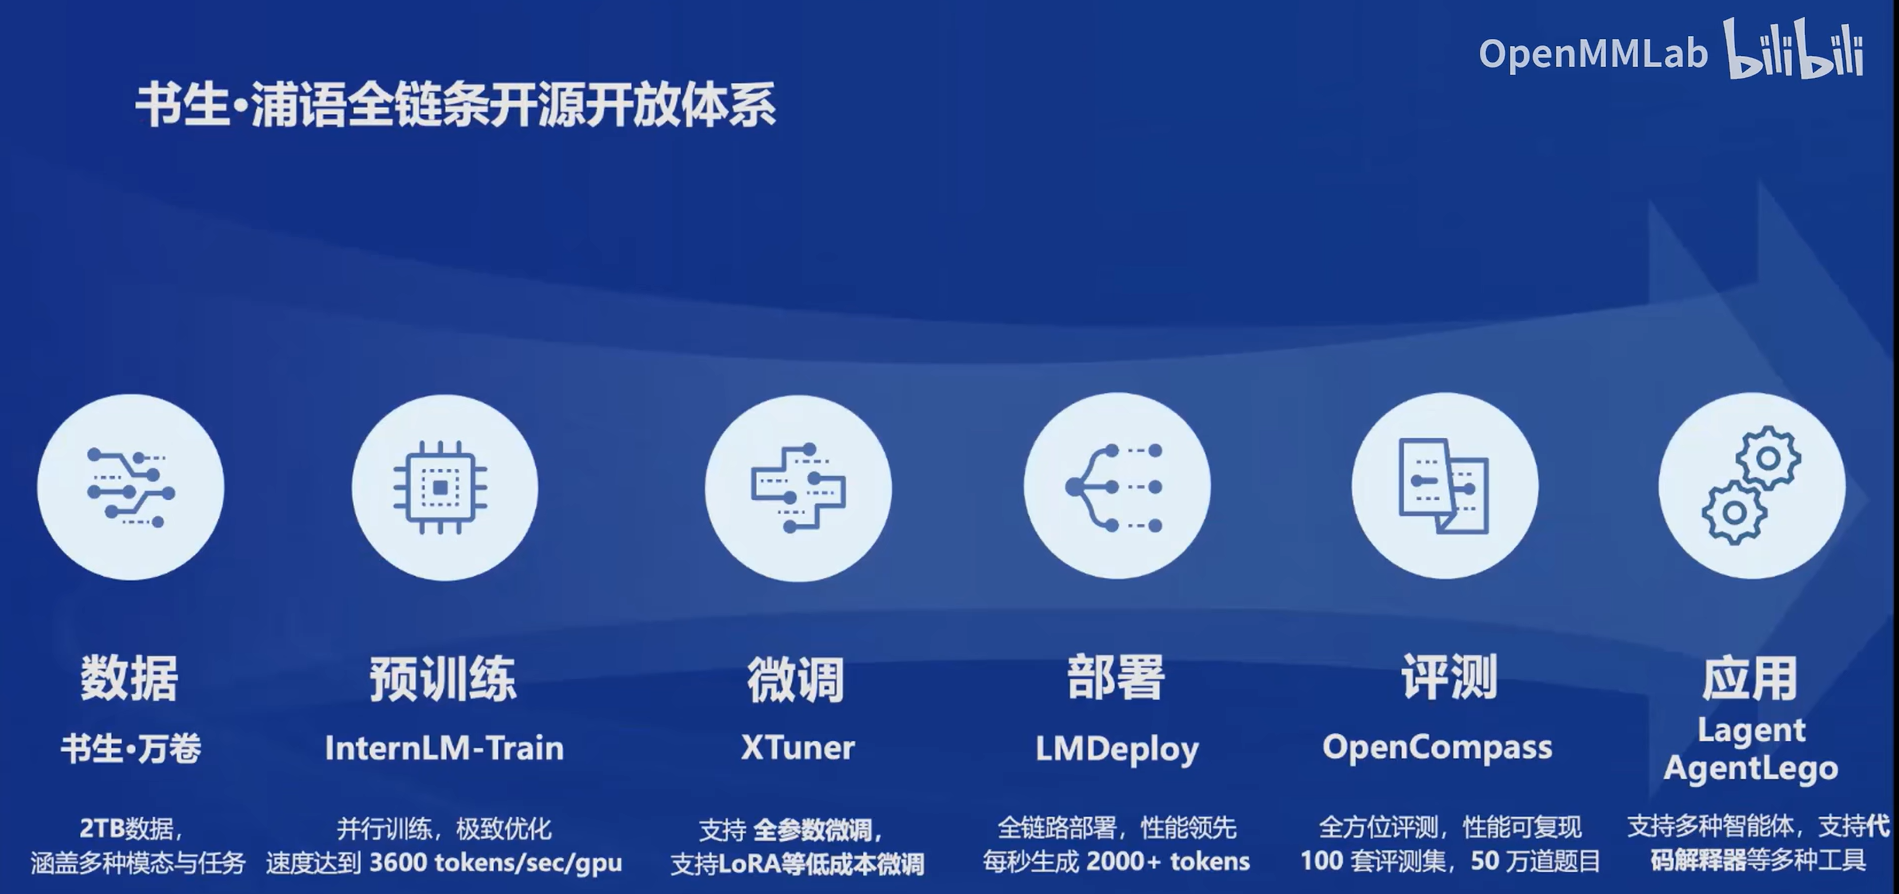 OpenMMLab bilibili
书生·浦语全链条开源开放体系
数据
书生·万卷
2TB数据，
涵盖多种模态与任务
预训练
InternLM-Train
并行训练，极致优化
速度达到 3600 tokens/sec/gpu
微调
XTuner
支持 全参数微调，
支持LoRA等低成本微调
部署
LMDeploy
全链路部署，性能领先
每秒生成 2000+ tokens
评测
OpenCompass
全方位评测，性能可复现
100 套评测集，50 万道题目
应用
Lagent
AgentLego
支持多种智能体，支持代
码解释器等多种工具